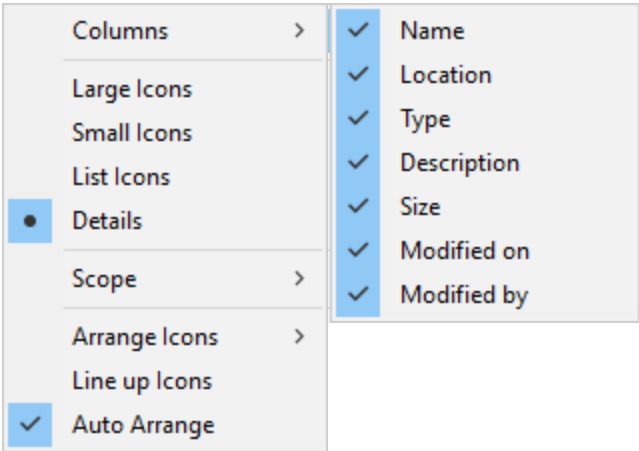 Columns
Large Icons
Small Icons
List Icons
Details
Scope
Arrange Icons
Line up Icons
Auto Arrange
Name
Location
Type
Description
Size
Modified on
Modified by